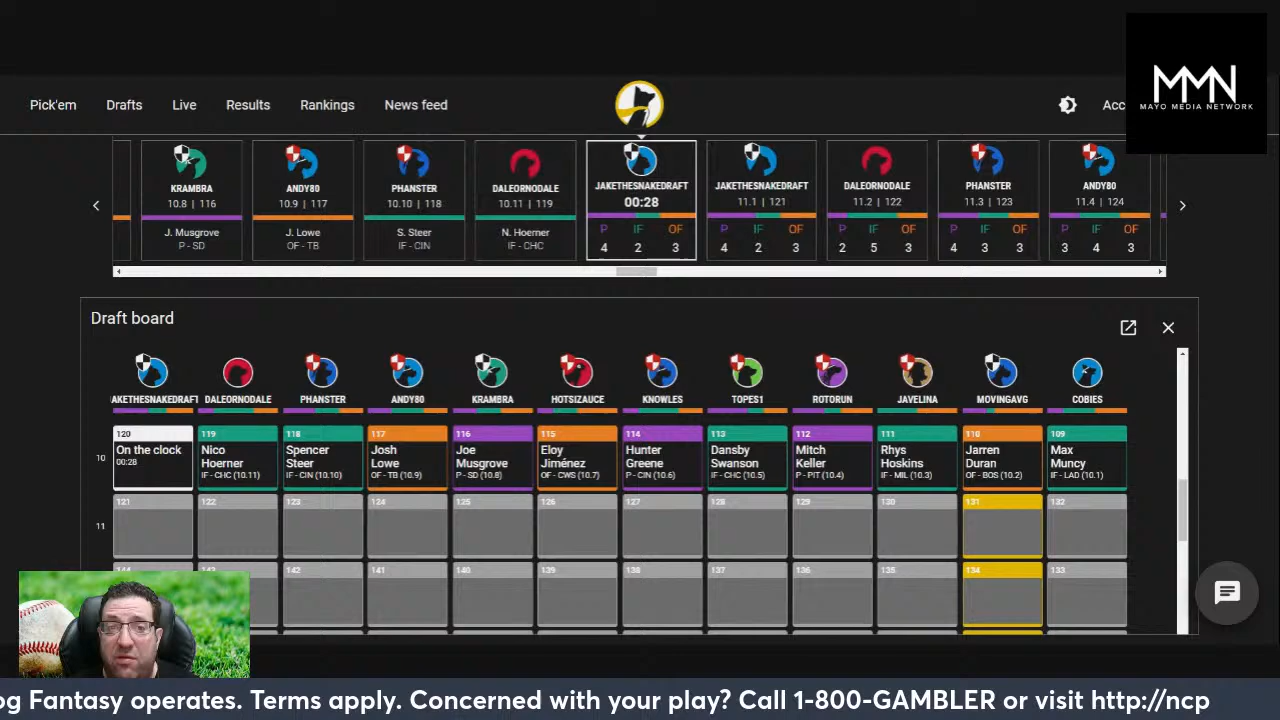 Pick'em
Drafts
Live
Results
Rankings
News feed
Acc
MMN
MAYO MEDIA NETWORK
KRAMBRA
10.8 | 116
J. Musgrove
P - SD
ANDY80
10.9 | 117
J. Lowe
OF - TB
PHANSTER
10.10 | 118
S. Steer
IF - CIN
DALEORNODALE
10.11 | 119
N. Hoerner
IF - CHC
JAKETHESNAKEDRAFT
00:28
P IF OF
4 2 3
JAKETHESNAKEDRAFT
11.1 | 121
P IF OF
4 2 3
DALEORNODALE
11.2 | 122
P IF OF
2 5 3
PHANSTER
11.3 | 123
P IF OF
4 3 3
ANDY80
11.4 | 124
P IF OF
3 4 3
Draft board
AKETHESNAKEDRAFT
DALEORNODALE
PHANSTER
ANDY80
KRAMBRA
HOTSIZAUCE
KNOWLES
TOPES1
ROTORUN
JAVELINA
MOVINGAVG
COBIES
10
120
On the clock
00:28
119
Nico
Hoerner
IF - CHC (10.11)
118
Spencer
Steer
IF - CIN (10.10)
117
Josh
Lowe
OF - TB (10.9)
116
Joe
Musgrove
P - SD (10.8)
115
Eloy
Jiménez
OF - CWS (10.7)
114
Hunter
Greene
P - CIN (10.6)
113
Dansby
Swanson
IF - CHC (10.5)
112
Mitch
Keller
P - PIT (10.4)
111
Rhys
Hoskins
IF - MIL (10.3)
110
Jarren
Duran
OF - BOS (10.2)
109
Max
Muncy
IF - LAD (10.1)
11
121 122 123 124 125 126 127 128 129 130 131 132
144 143 142 141 140 139 138 137 136 135 134 133
og Fantasy operates. Terms apply. Concerned with your play? Call 1-800-GAMBLER or visit http://ncp